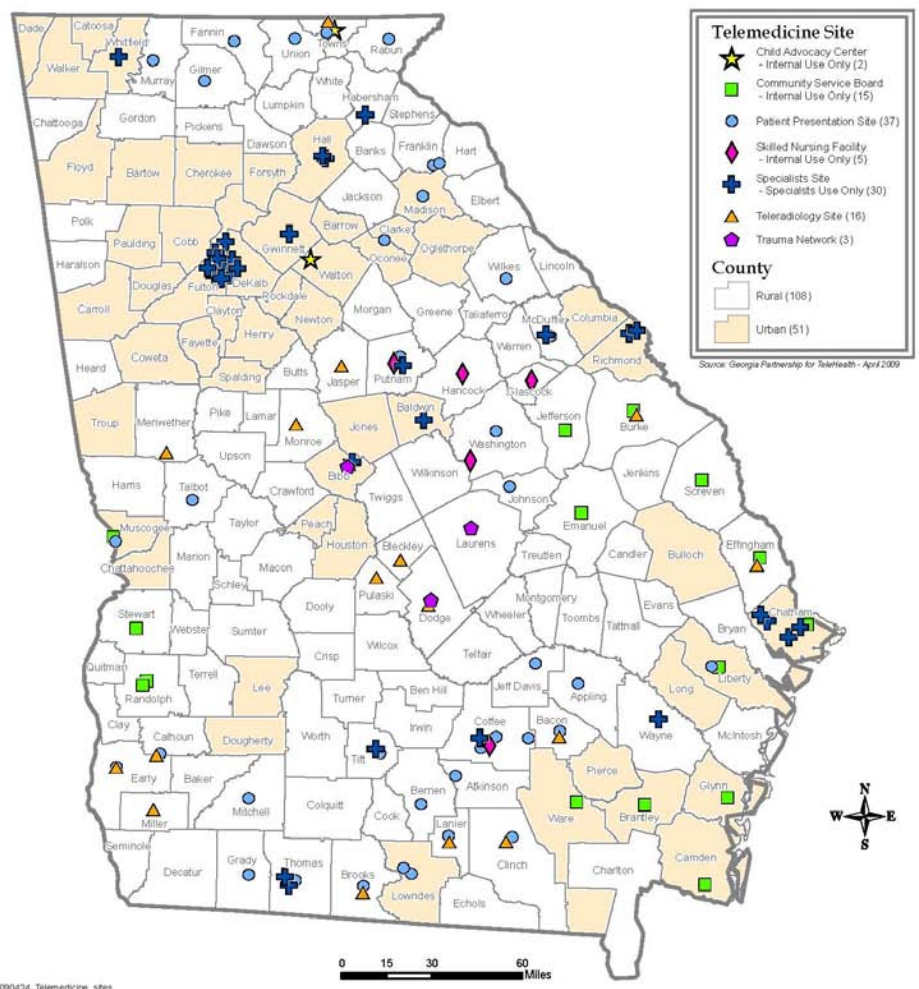 Telemedicine Site
Child Advocacy Center
- Internal Use Only (2)
Community Service Board
- Internal Use Only (15)
Patient Presentation Site (37)
Skilled Nursing Facility
- Internal Use Only (5)
Specialists Site
- Specialsts Use Only (30)
Teleradiology Site (16)
Trauma Network (3)
County
Rural (108)
Urban (51)
Source: Georgia Partnership for TeleHealth - April 2009
Dade
Catoosa
Whitfield
Fannin
Union
Towns
Rabun
Walker
Murray
Gilmer
White
Lumpkin
Habersham
Stephens
Chattooga
Gordon
Pickens
Dawson
Hall
Banks
Franklin
Hart
Floyd
Bartow
Cherokee
Forsyth
Jackson
Madison
Elbert
Polk
Paulding
Cobb
Gwinnett
Barrow
Clarke
Oconee
Oglethorpe
Haralson
Douglas
Fulton
DeKalb
Rockdale
Walton
Wilkes
Lincoln
Carroll
Clayton
Newton
Morgan
Greene
Taliaferro
McDuffie
Columbia
Warren
Richmond
Heard
Coweta
Fayette
Henry
Spalding
Butts
Jasper
Putnam
Hancock
Glascock
Troup
Meriwether
Pike
Lamar
Monroe
Jones
Baldwin
Washington
Jefferson
Burke
Upson
Bibb
Wilkinson
Jenkins
Screven
Harris
Talbot
Crawford
Twiggs
Johnson
Emanuel
Muscogee
Taylor
Peach
Houston
Bleckley
Laurens
Treutlen
Candler
Bulloch
Effingham
Chattahoochee
Marion
Schley
Macon
Pulaski
Dodge
Montgomery
Wheeler
Toombs
Tattnall
Evans
Bryan
Chatham
Stewart
Webster
Sumter
Dooly
Wilcox
Telfair
Crisp
Quitman
Randolph
Terrell
Lee
Turner
Ben Hill
Jeff Davis
Appling
Long
Liberty
Clay
Calhoun
Dougherty
Worth
Irwin
Coffee
Bacon
Wayne
McIntosh
Early
Baker
Tift
Pierce
Mitchell
Colquitt
Berrien
Atkinson
Cook
Ware
Brantley
Glynn
Miller
Lanier
Clinch
Seminole
Decatur
Grady
Thomas
Brooks
Lowndes
Echols
Charlton
Camden
N
W
E
S
0 15 30 60
Miles
090424_Telemedicine_sites